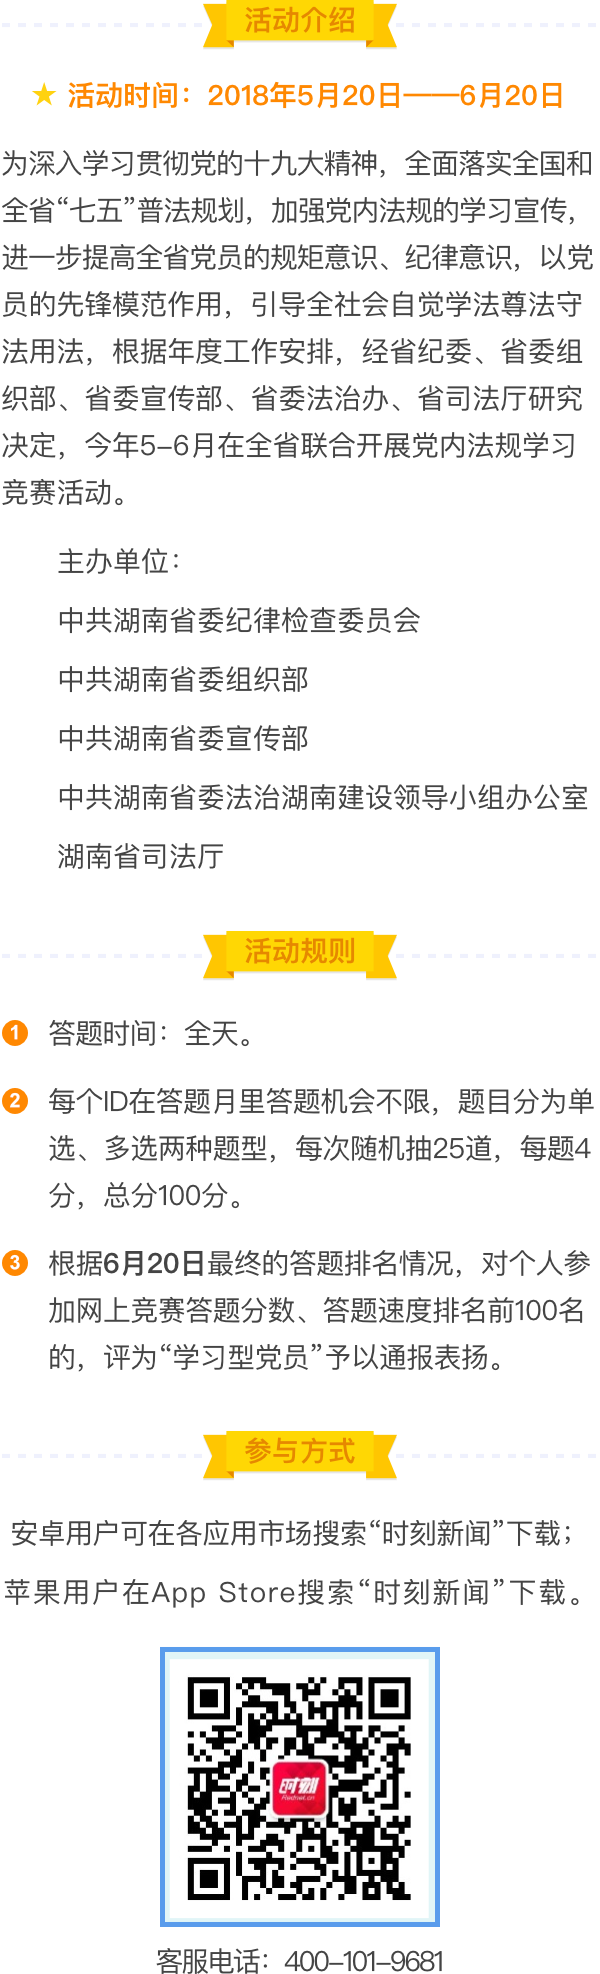 活动介绍
★ 活动时间：2018年5月20日——6月20日
为深入学习贯彻党的十九大精神，全面落实全国和
全省“七五”普法规划，加强党内法规的学习宣传，
进一步提高全省党员的规矩意识、纪律意识，以党
员的先锋模范作用，引导全社会自觉学法尊法守
法用法，根据年度工作安排，经省纪委、省委组
织部、省委宣传部、省委法治办、省司法厅研究
决定，今年5-6月在全省联合开展党内法规学习
竞赛活动。
主办单位：
中共湖南省委纪律检查委员会
中共湖南省委组织部
中共湖南省委宣传部
中共湖南省委法治湖南建设领导小组办公室
湖南省司法厅
活动规则
1 答题时间：全天。
2 每个ID在答题月里答题机会不限，题目分为单
选、多选两种题型，每次随机抽25道，每题4
分，总分100分。
3 根据6月20日最终的答题排名情况，对个人参
加网上竞赛答题分数、答题速度排名前100名
的，评为“学习型党员”予以通报表扬。
参与方式
安卓用户可在各应用市场搜索“时刻新闻”下载；
苹果用户在App Store搜索“时刻新闻”下载。
时刻
Rednet.cn
客服电话：400-101-9681